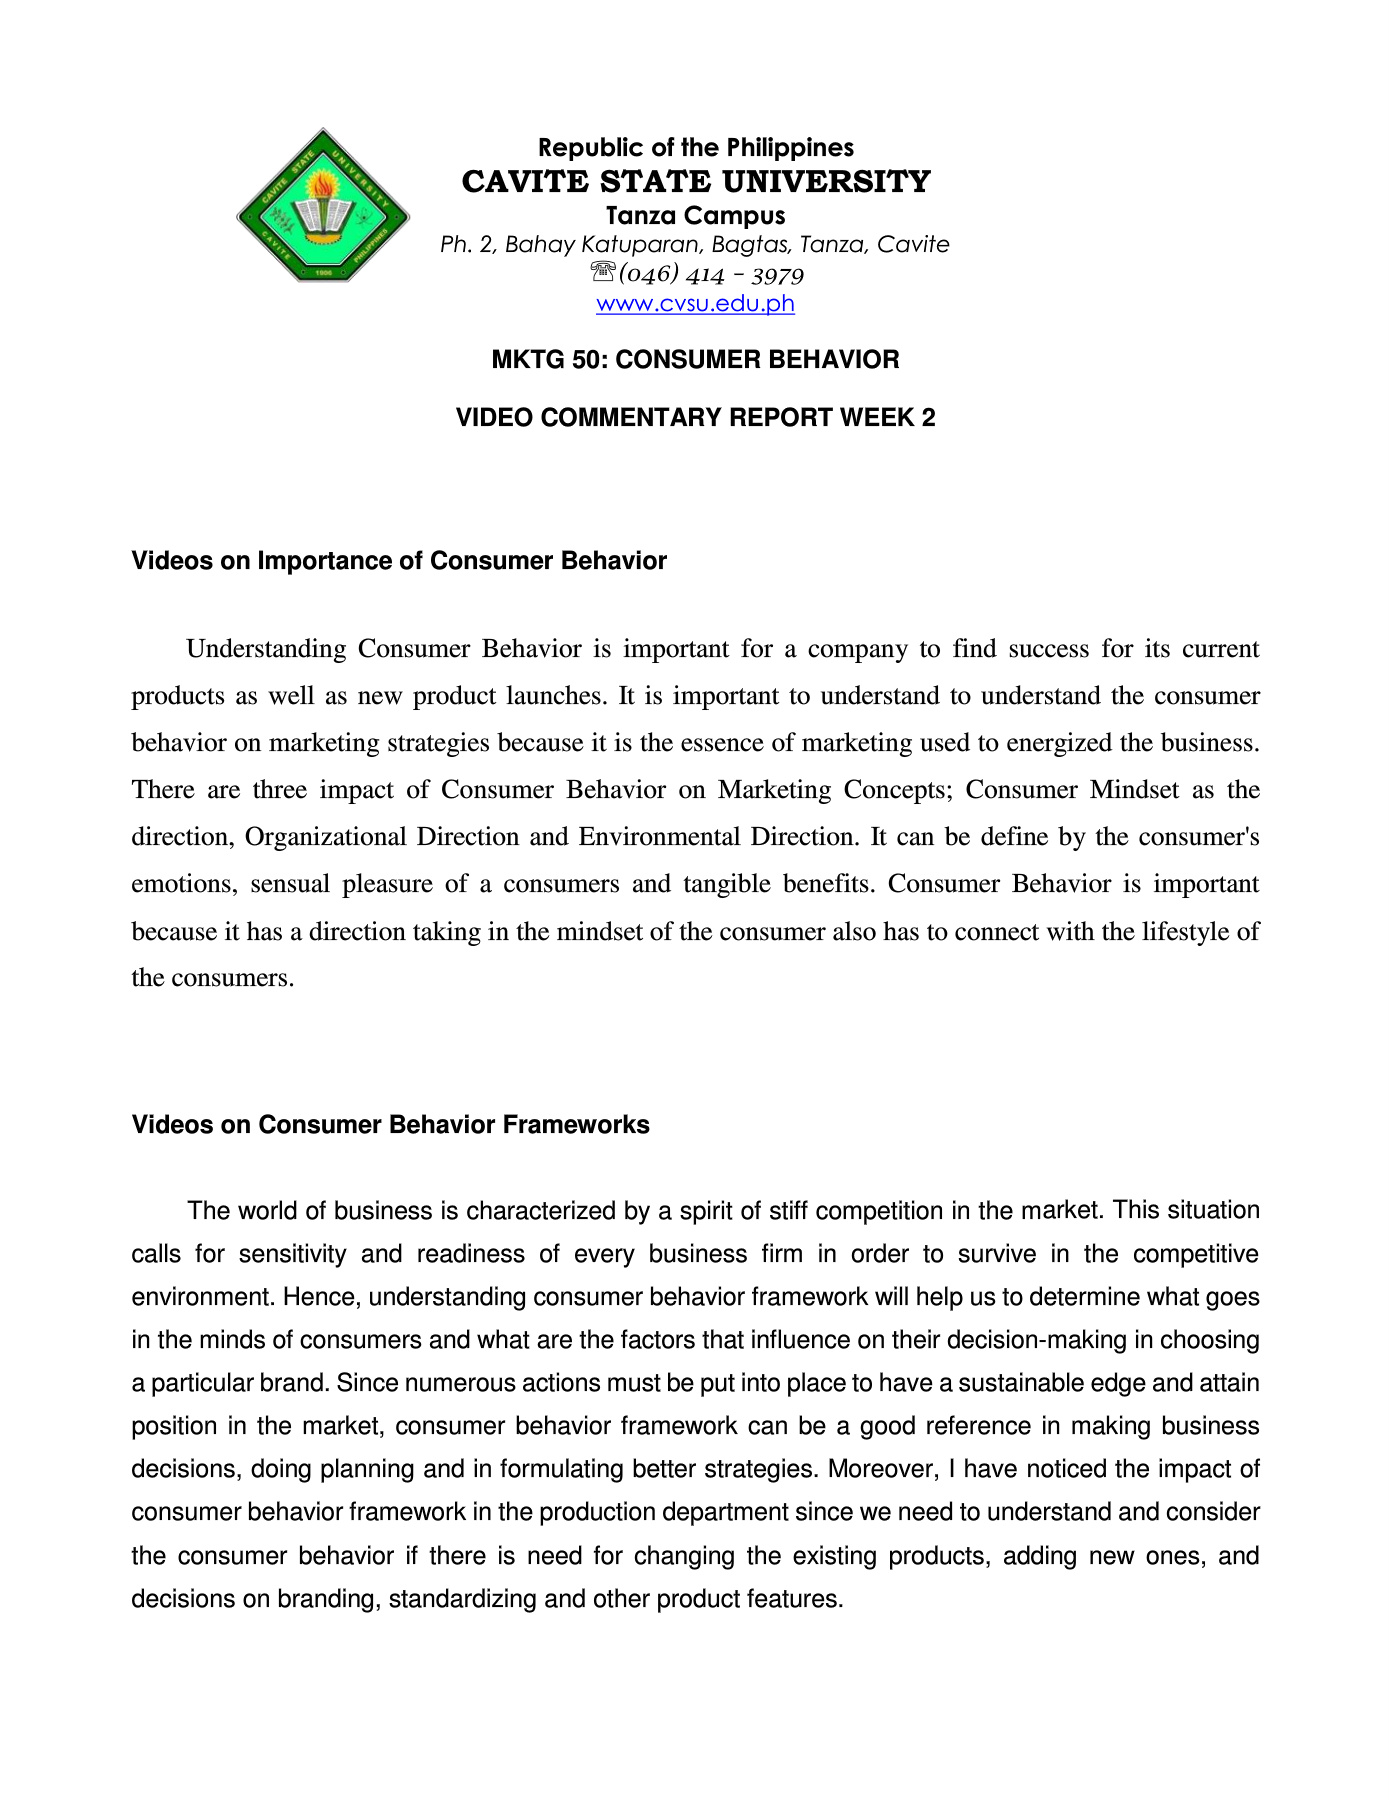 CAVITE STATE UNIVERSITY
CAVITE PHILIPPINES
1906
Republic of the Philippines
CAVITE STATE UNIVERSITY
Tanza Campus
Ph. 2, Bahay Katuparan, Bagtas, Tanza, Cavite
☏(046) 414 – 3979
www.cvsu.edu.ph
MKTG 50: CONSUMER BEHAVIOR
VIDEO COMMENTARY REPORT WEEK 2
Videos on Importance of Consumer Behavior
Understanding Consumer Behavior is important for a company to find success for its current
products as well as new product launches. It is important to understand to understand the consumer
behavior on marketing strategies because it is the essence of marketing used to energized the business.
There are three impact of Consumer Behavior on Marketing Concepts; Consumer Mindset as the
direction, Organizational Direction and Environmental Direction. It can be define by the consumer's
emotions, sensual pleasure of a consumers and tangible benefits. Consumer Behavior is important
because it has a direction taking in the mindset of the consumer also has to connect with the lifestyle of
the consumers.
Videos on Consumer Behavior Frameworks
The world of business is characterized by a spirit of stiff competition in the market. This situation
calls for sensitivity and readiness of every business firm in order to survive in the competitive
environment. Hence, understanding consumer behavior framework will help us to determine what goes
in the minds of consumers and what are the factors that influence on their decision-making in choosing
a particular brand. Since numerous actions must be put into place to have a sustainable edge and attain
position in the market, consumer behavior framework can be a good reference in making business
decisions, doing planning and in formulating better strategies. Moreover, I have noticed the impact of
consumer behavior framework in the production department since we need to understand and consider
the consumer behavior if there is need for changing the existing products, adding new ones, and
decisions on branding, standardizing and other product features.